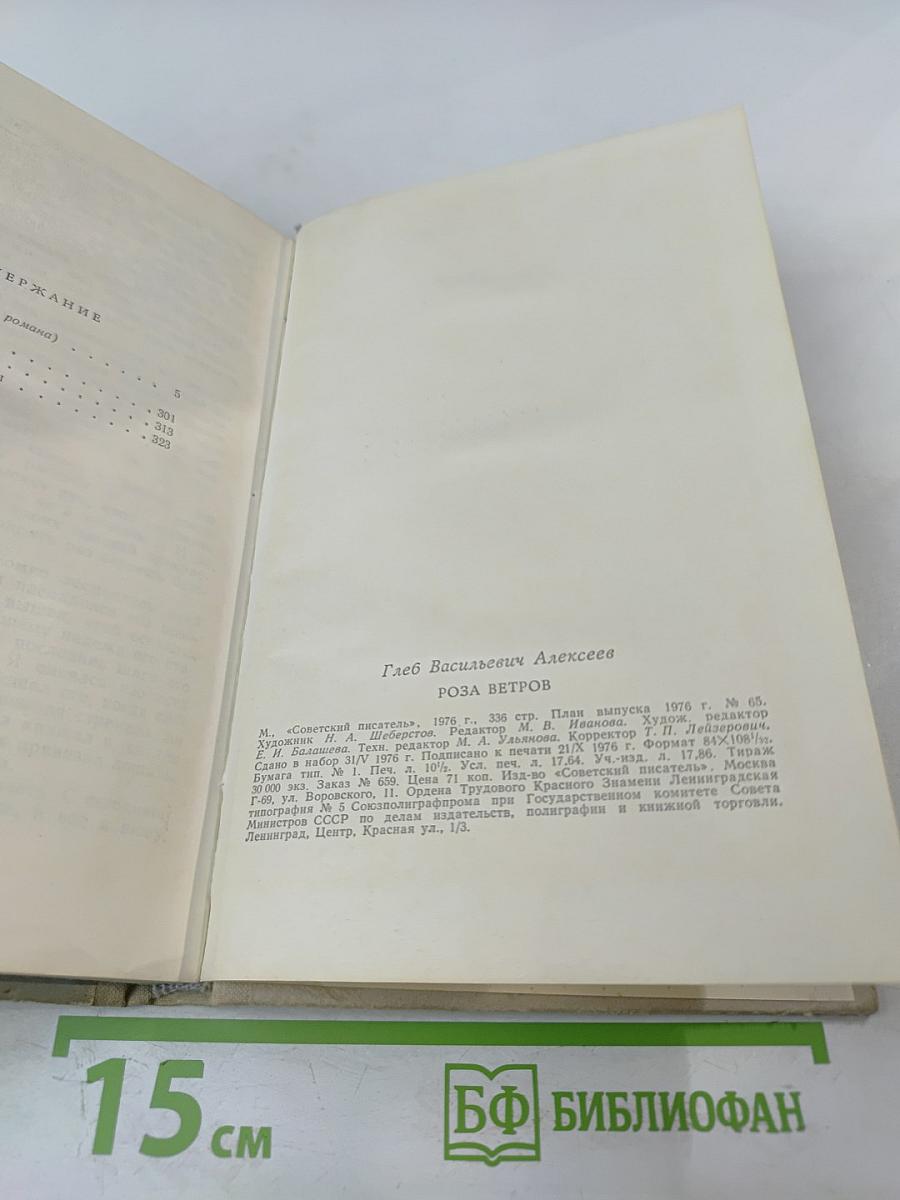 ЕРЖАНИЕ
романа) . . . . . . 5
. . . . . . . . 301
. . . . . . . 313
. . . . . . . 323
Глеб Васильевич Алексеев
РОЗА ВЕТРОВ
М., «Советский писатель», 1976 г., 336 стр. План выпуска 1976 г. № 65.
Художник Н. А. Шеберстов. Редактор М. В. Иванова. Худож. редактор
Е. И. Балашева. Техн. редактор М. А. Ульянова. Корректор Т. П. Лейзерович.
Сдано в набор 31/V 1976 г. Подписано к печати 21/X 1976 г. Формат 84×108¹/₃₂.
Бумага тип. № 1. Печ. л. 10¹/₂. Усл. печ. л. 17,64. Уч.-изд. л. 17,86. Тираж
30 000 экз. Заказ № 659. Цена 71 коп. Изд-во «Советский писатель». Москва
Г-69, ул. Воровского, 11. Ордена Трудового Красного Знамени Ленинградская
типография № 5 Союзполиграфпрома при Государственном комитете Совета
Министров СССР по делам издательств, полиграфии и книжной торговли.
Ленинград, Центр, Красная ул., 1/3.
15 см
БФ БИБЛИОФАН